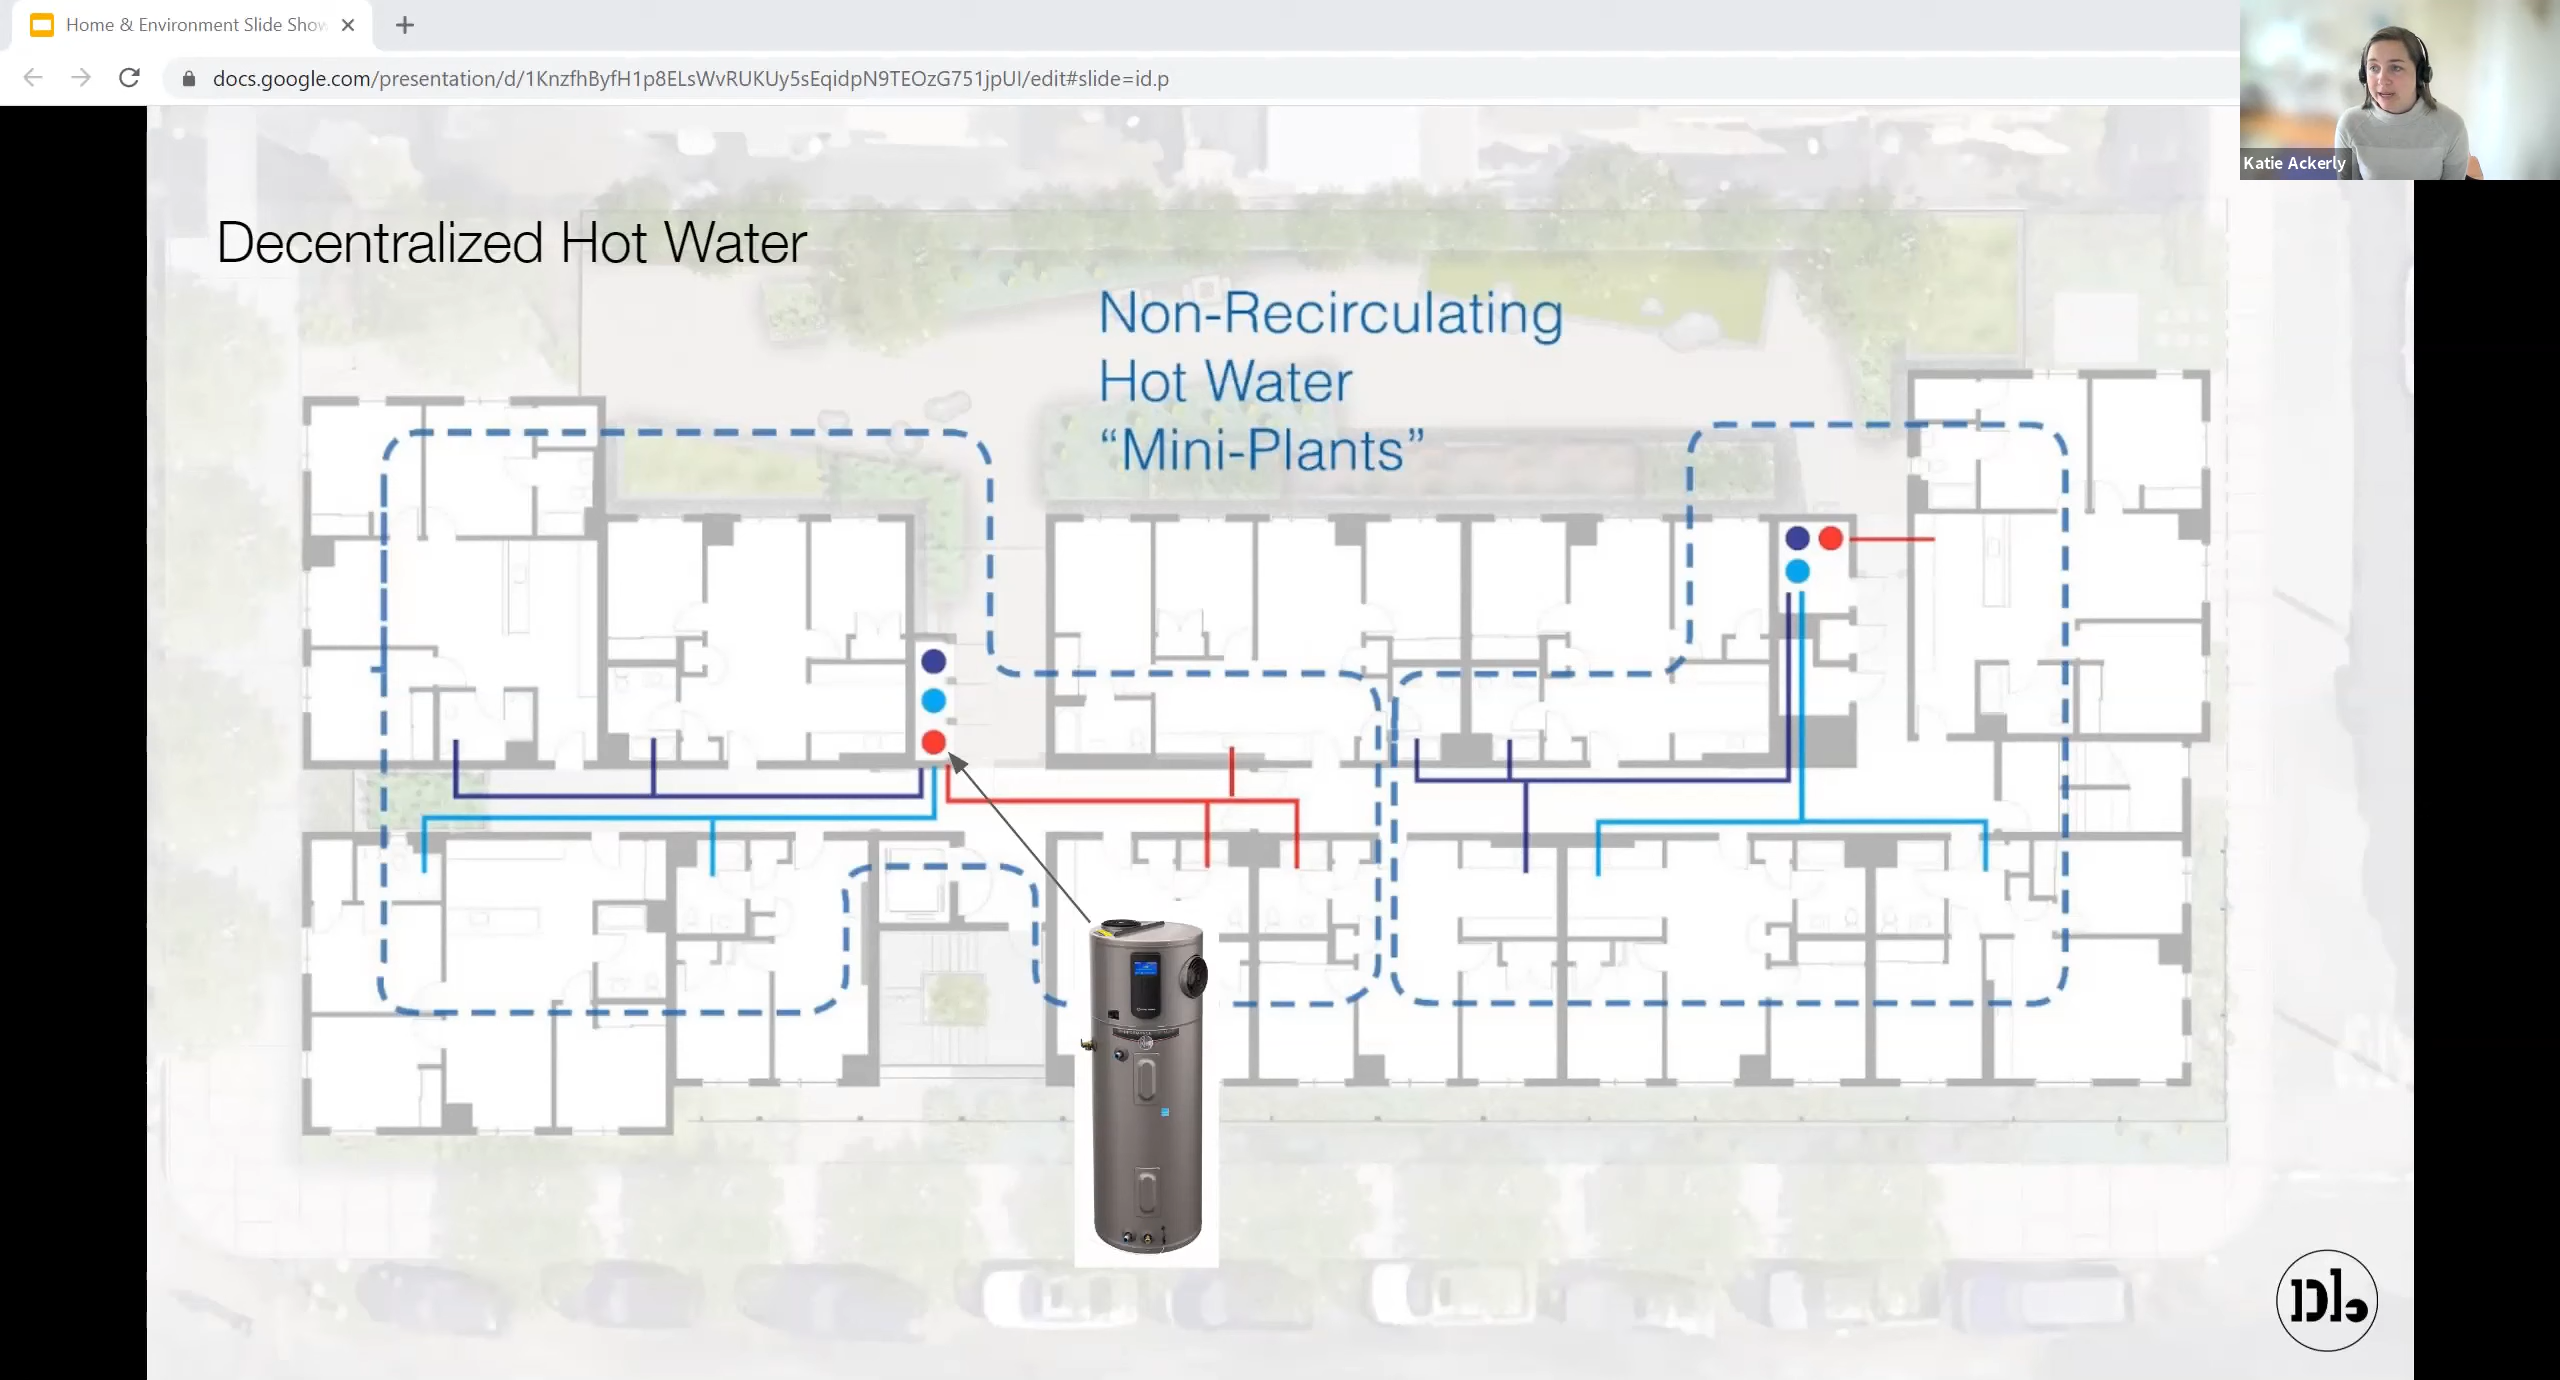 Home & Environment Slide Show
docs.google.com/presentation/d/1KnzfhByfH1p8ELsWvRUKUy5sEqidpN9TEOzG751jpUI/edit#slide=id.p
Katie Ackerly
Decentralized Hot Water
Non-Recirculating
Hot Water
“Mini-Plants”